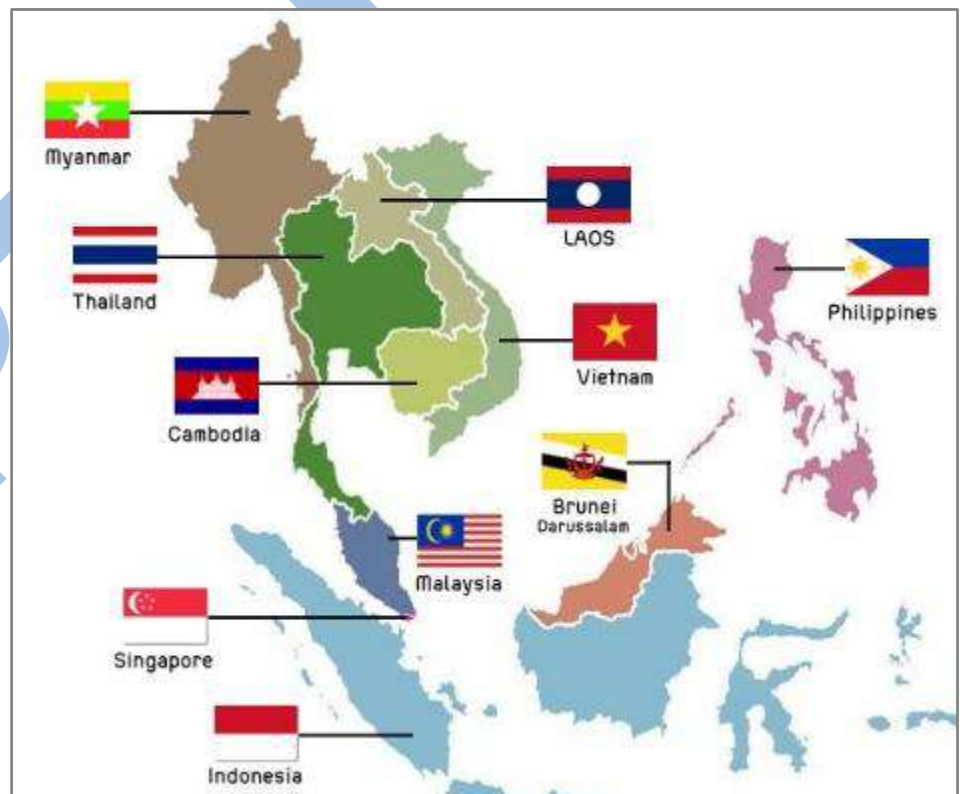 Myanmar
LAOS
Thailand
Philippines
Vietnam
Cambodia
Brunei
Darussalam
Malaysia
Singapore
Indonesia